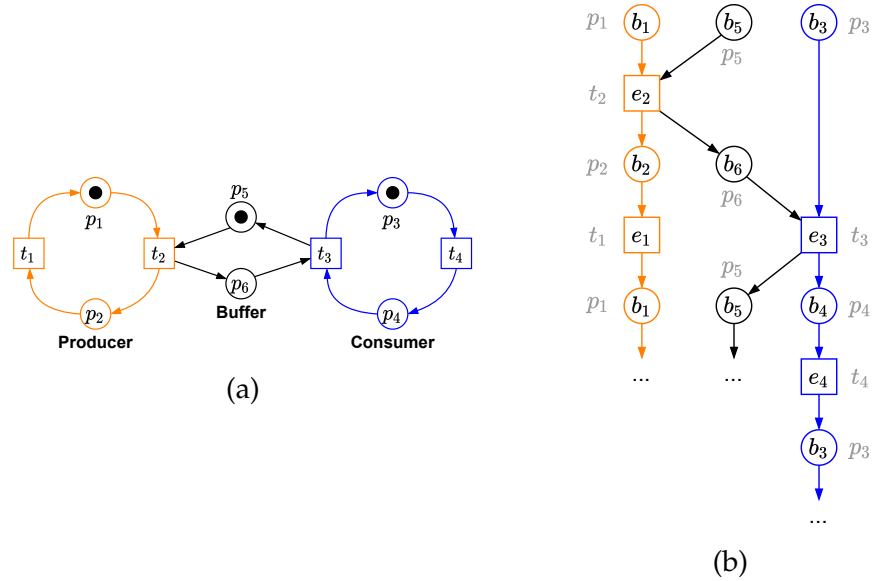 p₅
p₁ p₃
t₁ t₂ t₃ t₄
p₆
p₂ Buffer p₄
Producer Consumer
(a)
p₁ b₁ b₅ b₃ p₃
p₅
t₂ e₂
p₂ b₂ b₆
p₆
t₁ e₁ e₃ t₃
p₅
p₁ b₁ b₅ b₄ p₄
... ...
e₄ t₄
b₃ p₃
...
(b)